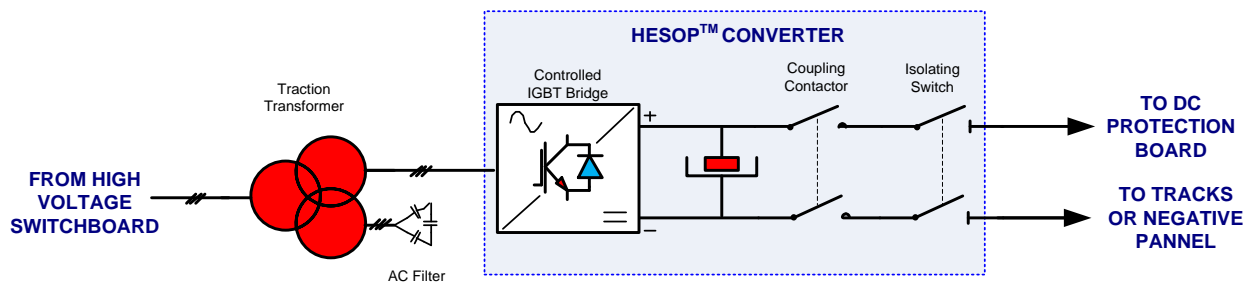 HESOP™ CONVERTER
Traction
Transformer
Controlled
IGBT Bridge
Coupling
Contactor
Isolating
Switch
+
TO DC
PROTECTION
BOARD
FROM HIGH
VOLTAGE
SWITCHBOARD
TO TRACKS
OR NEGATIVE
PANNEL
−
AC Filter